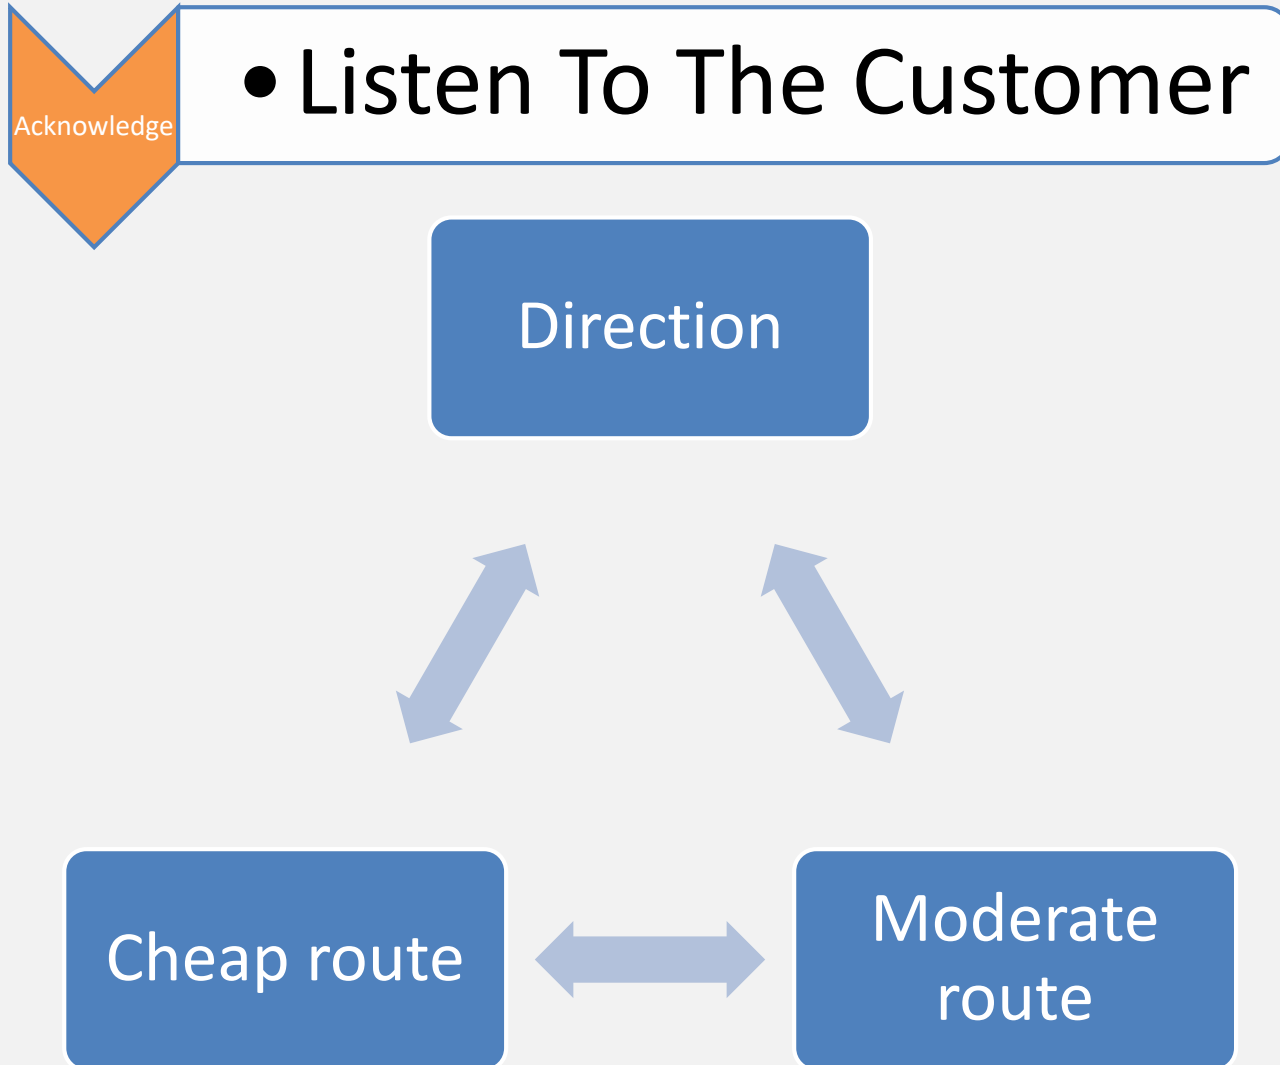 Acknowledge
• Listen To The Customer
Direction
Cheap route
Moderate
route